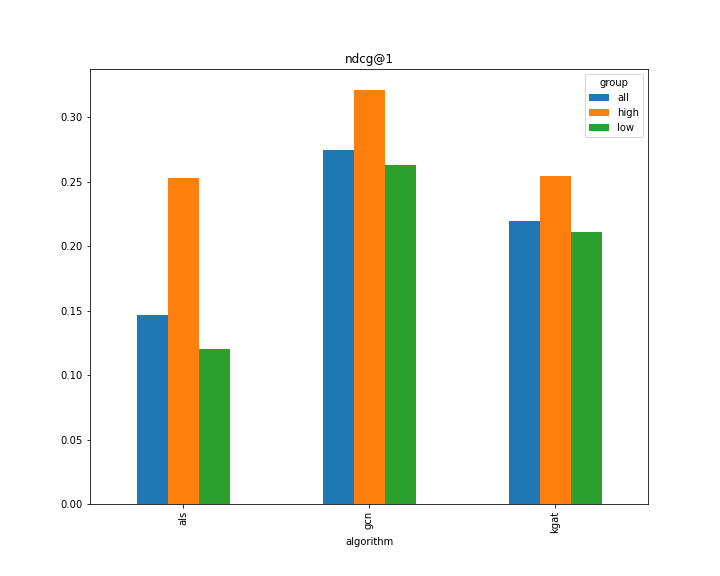 ndcg@1
group
all
high
low
0.30
0.25
0.20
0.15
0.10
0.05
0.00
als
gcn
kgat
algorithm